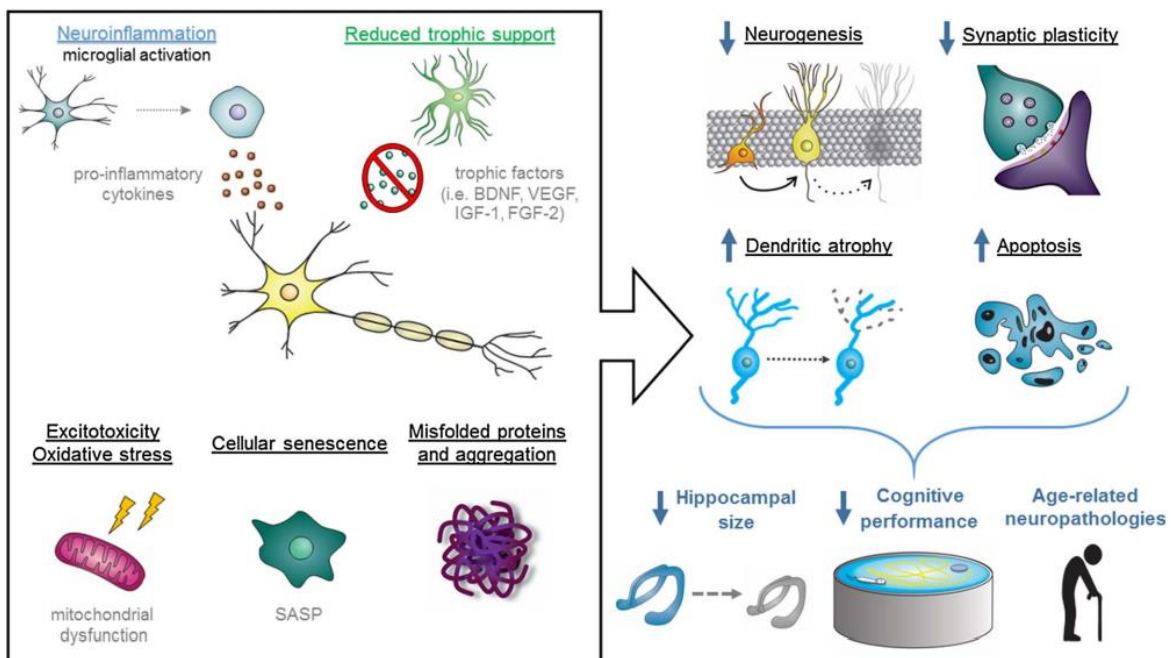 Neuroinflammation
microglial activation
Reduced trophic support
pro-inflammatory
cytokines
trophic factors
(i.e. BDNF, VEGF,
IGF-1, FGF-2)
Excitotoxicity
Oxidative stress
Cellular senescence
Misfolded proteins
and aggregation
mitochondrial
dysfunction
SASP
Neurogenesis
Synaptic plasticity
Dendritic atrophy
Apoptosis
Hippocampal
size
Cognitive
performance
Age-related
neuropathologies